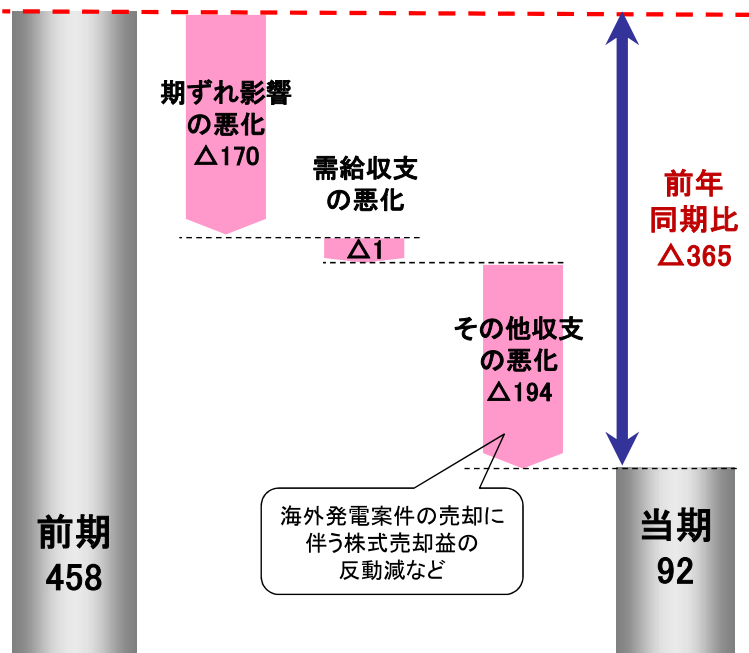 期ずれ影響
の悪化
△170
需給収支
の悪化
△1
その他収支
の悪化
△194
海外発電案件の売却に
伴う株式売却益の
反動減など
前年
同期比
△365
前期
458
当期
92